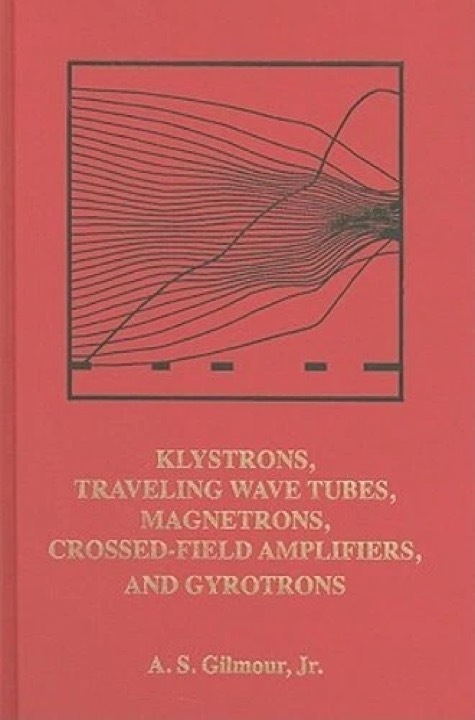 KLYSTRONS,
TRAVELING WAVE TUBES,
MAGNETRONS,
CROSSED-FIELD AMPLIFIERS,
AND GYROTRONS
A. S. Gilmour, Jr.